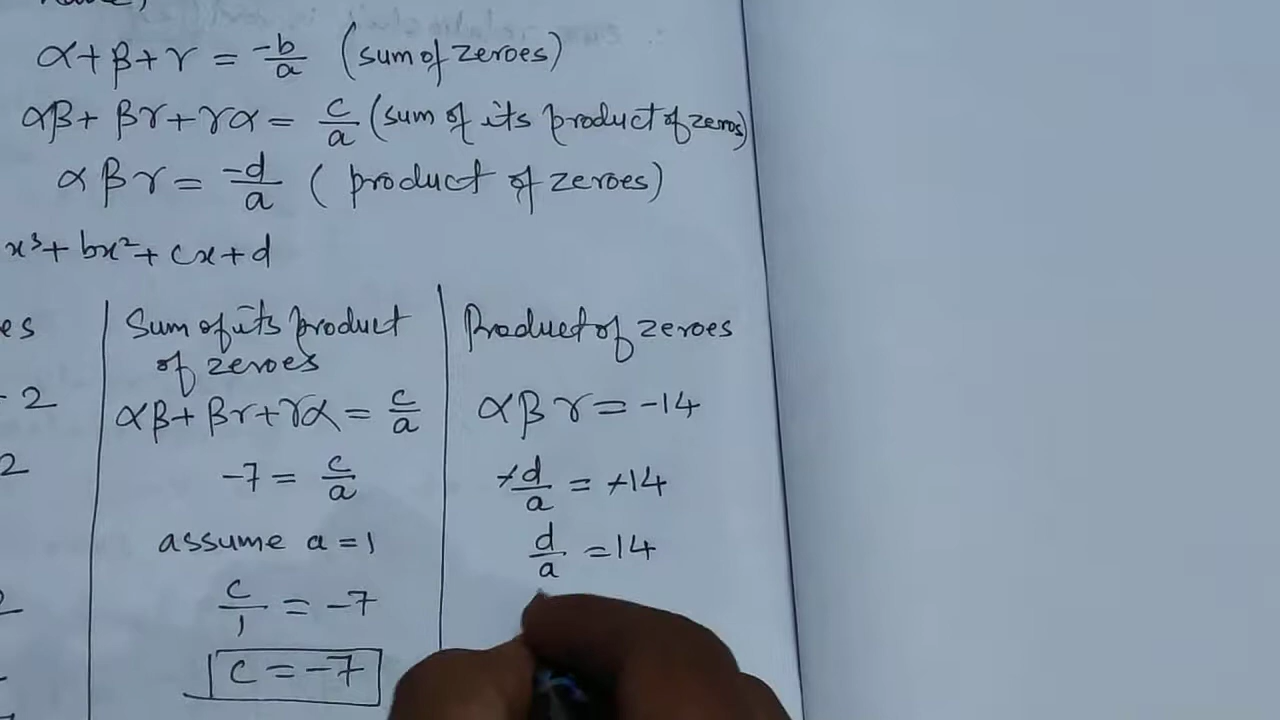 α+β+γ = -b/a (sum of zeroes)
αβ+ βγ+γα = c/a (sum of its product of zeros)
αβγ = -d/a ( product of zeroes)
x³+ bx²+ cx+d
es
Sum of its product
of zeroes
Product of zeroes
2
αβ+ βγ+γα = c/a
αβγ = -14
2
-7 = c/a
-d/a = -14
assume a =1
d/a =14
c/1 = -7
c = -7